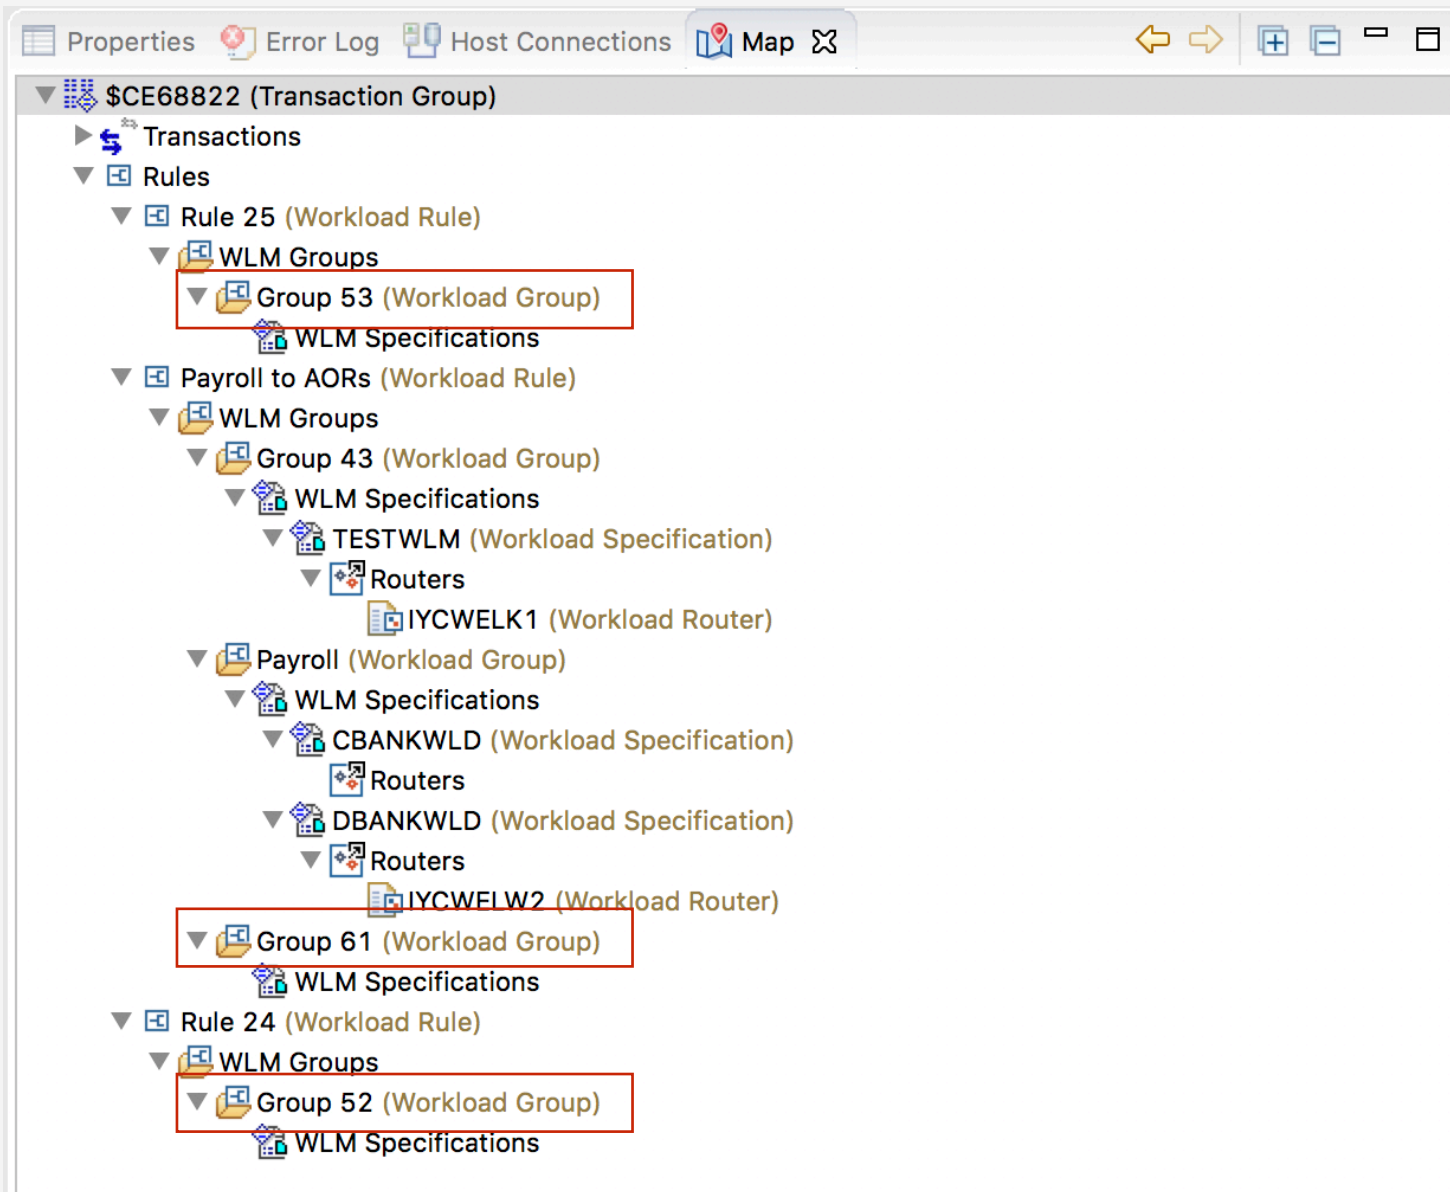 Properties Error Log Host Connections Map
$CE68822 (Transaction Group)
Transactions
Rules
Rule 25 (Workload Rule)
WLM Groups
Group 53 (Workload Group)
WLM Specifications
Payroll to AORs (Workload Rule)
WLM Groups
Group 43 (Workload Group)
WLM Specifications
TESTWLM (Workload Specification)
Routers
IYCWELK1 (Workload Router)
Payroll (Workload Group)
WLM Specifications
CBANKWLD (Workload Specification)
Routers
DBANKWLD (Workload Specification)
Routers
IYCWELW2 (Workload Router)
Group 61 (Workload Group)
WLM Specifications
Rule 24 (Workload Rule)
WLM Groups
Group 52 (Workload Group)
WLM Specifications